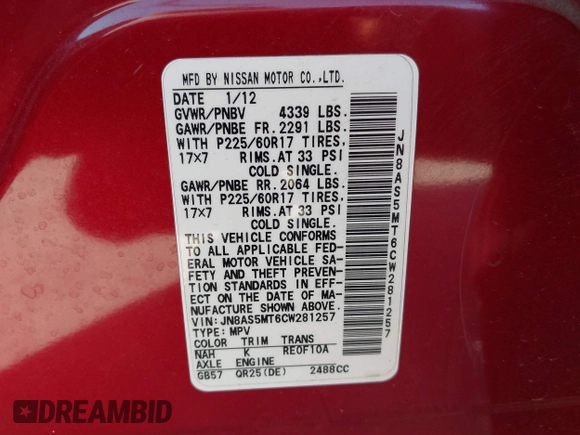 MFD BY NISSAN MOTOR CO.,LTD.
DATE 1/12
GVWR/PNBV 4339 LBS.
GAWR/PNBE FR.2291 LBS.
WITH P225/60R17 TIRES,
17×7 RIMS.AT 33 PSI
COLD SINGLE.
GAWR/PNBE RR.2064 LBS.
WITH P225/60R17 TIRES,
17×7 RIMS.AT 33 PSI
COLD SINGLE.
THIS VEHICLE CONFORMS
TO ALL APPLICABLE FED-
ERAL MOTOR VEHICLE SA-
FETY AND THEFT PREVEN-
TION STANDARDS IN EFF-
ECT ON THE DATE OF MA-
NUFACTURE SHOWN ABOVE.
VIN:JN8AS5MT6CW281257
TYPE:MPV
COLOR TRIM TRANS
NAH K RE0F10A
AXLE ENGINE
GB57 QR25(DE) 2488CC
JN8AS5MT6CW281257
DREAMBID